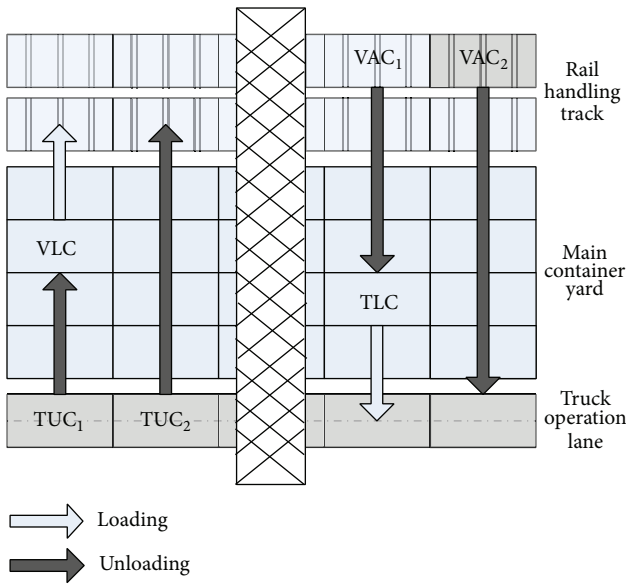 VAC1
VAC2
Rail
handling
track
VLC
TLC
Main
container
yard
TUC1
TUC2
Truck
operation
lane
Loading
Unloading